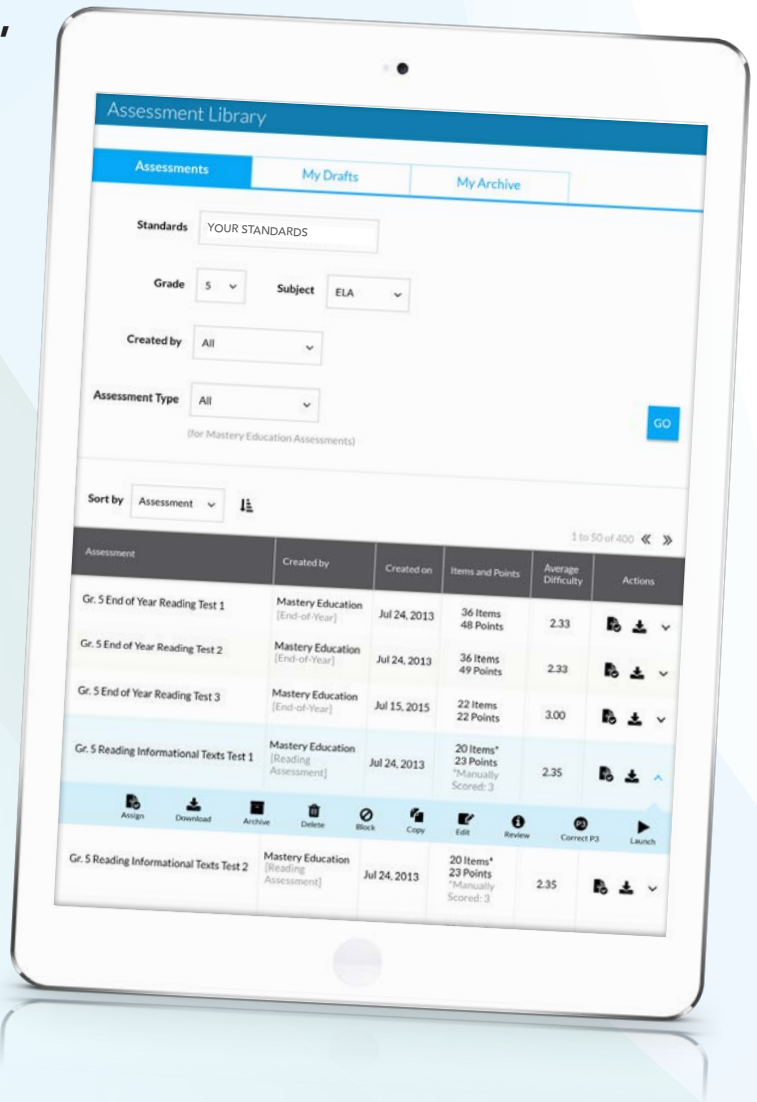 Assessment Library
Assessments My Drafts My Archive
Standards YOUR STANDARDS
Grade 5 Subject ELA
Created by All
Assessment Type All
(for Mastery Education Assessments)
GO
Sort by Assessment
1 to 50 of 400 « »
Assessment Created by Created on Items and Points Average Difficulty Actions
Gr. 5 End of Year Reading Test 1 Mastery Education Jul 24, 2013 36 Items 2.33
[End-of-Year] 48 Points
Gr. 5 End of Year Reading Test 2 Mastery Education Jul 24, 2013 36 Items 2.33
[End-of-Year] 49 Points
Gr. 5 End of Year Reading Test 3 Mastery Education Jul 15, 2015 22 Items 3.00
[End-of-Year] 22 Points
Gr. 5 Reading Informational Texts Test 1 Mastery Education Jul 24, 2013 20 Items* 2.35
[Reading 23 Points
Assessment] *Manually
Scored: 3
Assign Download Archive Delete Block Copy Edit Review P3 Correct P3 Launch
Gr. 5 Reading Informational Texts Test 2 Mastery Education Jul 24, 2013 20 Items* 2.35
[Reading 23 Points
Assessment] *Manually
Scored: 3